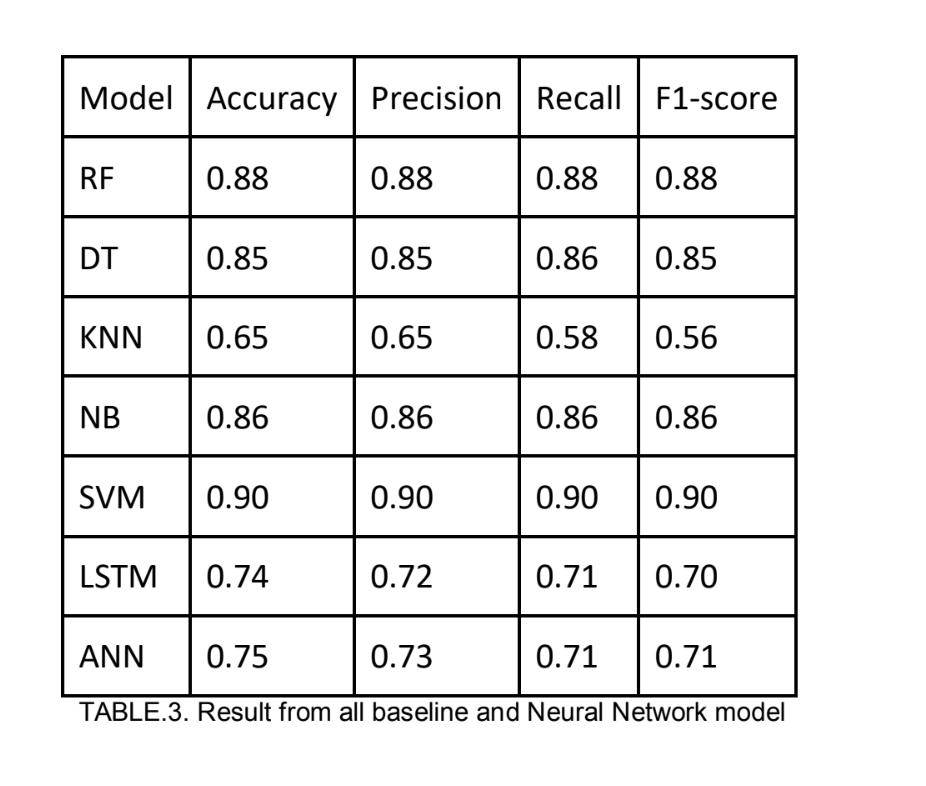 Model Accuracy Precision Recall F1-score
RF 0.88 0.88 0.88 0.88
DT 0.85 0.85 0.86 0.85
KNN 0.65 0.65 0.58 0.56
NB 0.86 0.86 0.86 0.86
SVM 0.90 0.90 0.90 0.90
LSTM 0.74 0.72 0.71 0.70
ANN 0.75 0.73 0.71 0.71
TABLE.3. Result from all baseline and Neural Network model